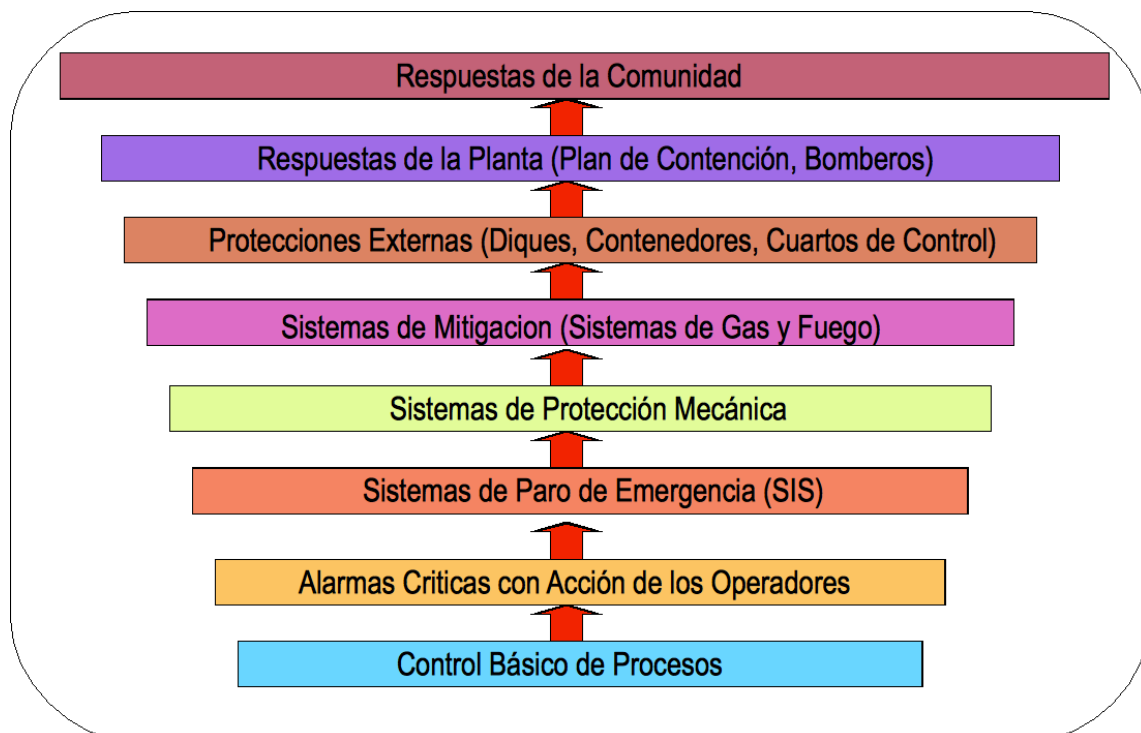 Respuestas de la Comunidad
Respuestas de la Planta (Plan de Contención, Bomberos)
Protecciones Externas (Diques, Contenedores, Cuartos de Control)
Sistemas de Mitigacion (Sistemas de Gas y Fuego)
Sistemas de Protección Mecánica
Sistemas de Paro de Emergencia (SIS)
Alarmas Criticas con Acción de los Operadores
Control Básico de Procesos